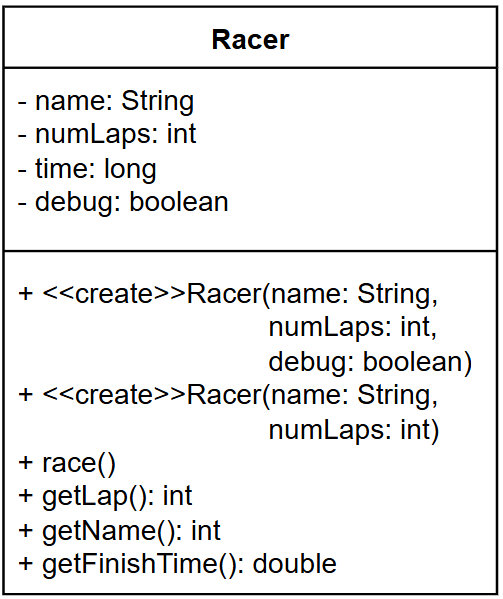 Racer
- name: String
- numLaps: int
- time: long
- debug: boolean
+ <<create>>Racer(name: String,
numLaps: int,
debug: boolean)
+ <<create>>Racer(name: String,
numLaps: int)
+ race()
+ getLap(): int
+ getName(): int
+ getFinishTime(): double